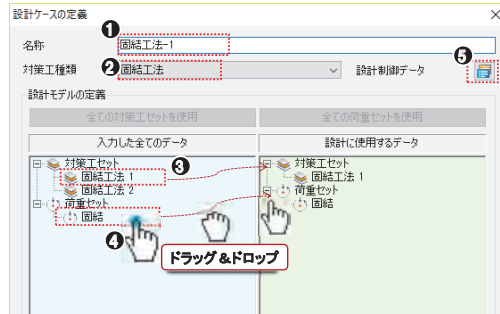 設計ケースの定義
❶
名称 固結工法-1
対策工種類 ❷ 固結工法 設計制御データ ❺
設計モデルの定義
全ての対策工セットを使用 全ての荷重セットを使用
入力した全てのデータ 設計に使用するデータ
対策工セット ❸ 対策工セット
固結工法 1 固結工法 1
固結工法 2 荷重セット
荷重セット 固結
固結
❹
ドラッグ&ドロップ